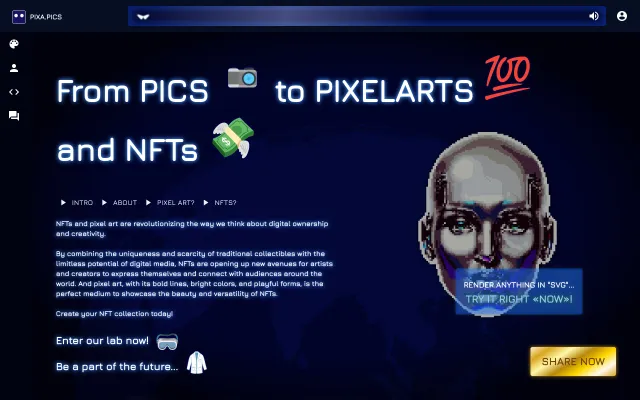 PIXA.PICS
From PICS to PIXELARTS
and NFTs
INTRO ABOUT PIXEL ART? NFTS?
NFTs and pixel art are revolutionizing the way we think about digital ownership
and creativity.
By combining the uniqueness and scarcity of traditional collectibles with the
limitless potential of digital media, NFTs are opening up new avenues for artists
and creators to express themselves and connect with audiences around the
world. And pixel art, with its bold lines, bright colors, and playful forms, is the
perfect medium to showcase the beauty and versatility of NFTs.
Create your NFT collection today!
Enter our lab now!
Be a part of the future...
RENDER ANYTHING IN "SVG"...
TRY IT RIGHT «NOW»!
SHARE NOW